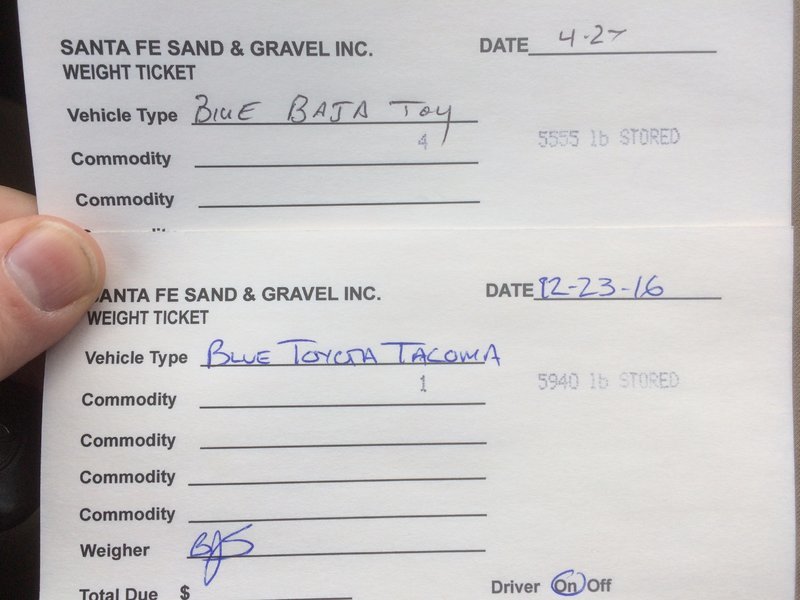 SANTA FE SAND & GRAVEL INC. DATE 4-27
WEIGHT TICKET
Vehicle Type BluE BAJA Toy
4 5555 lb STORED
Commodity
Commodity
SANTA FE SAND & GRAVEL INC. DATE 12-23-16
WEIGHT TICKET
Vehicle Type BLUE TOYOTA TACOMA
1 5940 lb STORED
Commodity
Commodity
Commodity
Commodity
Weigher BJS
Total Due $ Driver On Off